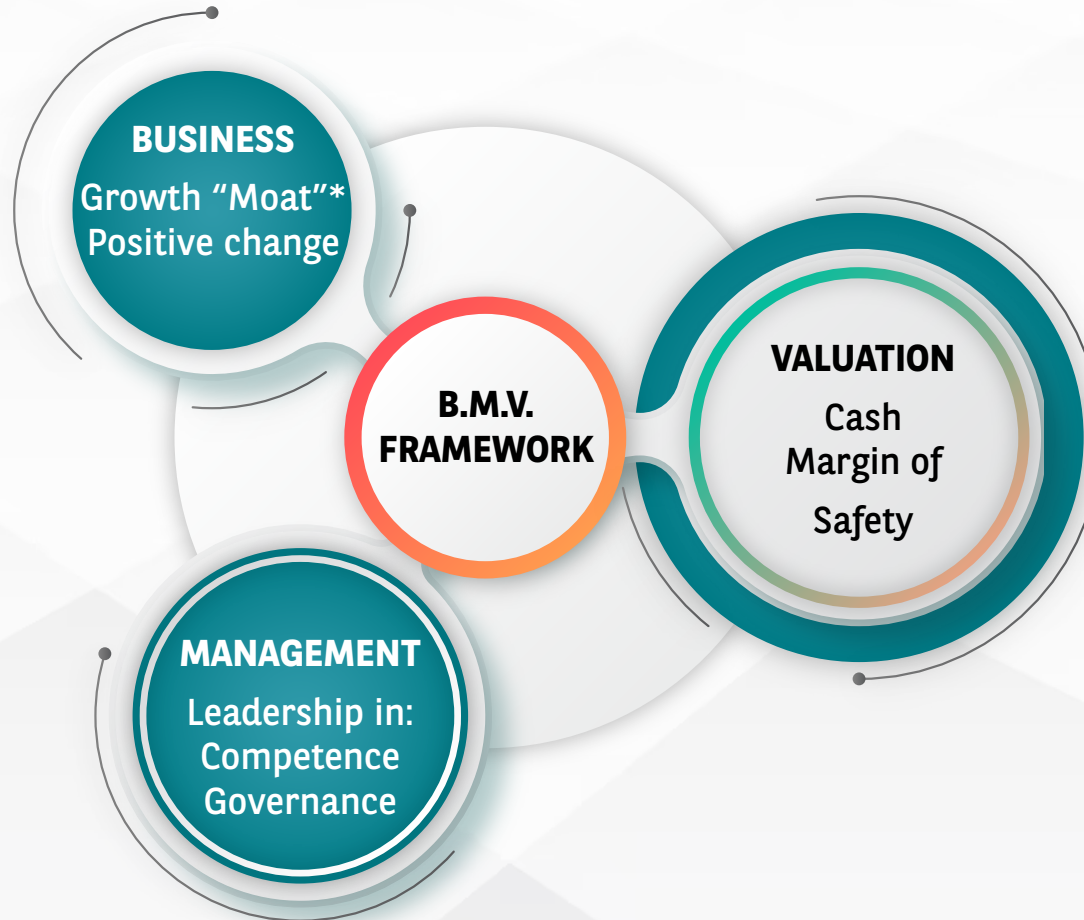 BUSINESS
Growth “Moat”*
Positive change
B.M.V.
FRAMEWORK
VALUATION
Cash
Margin of
Safety
MANAGEMENT
Leadership in:
Competence
Governance